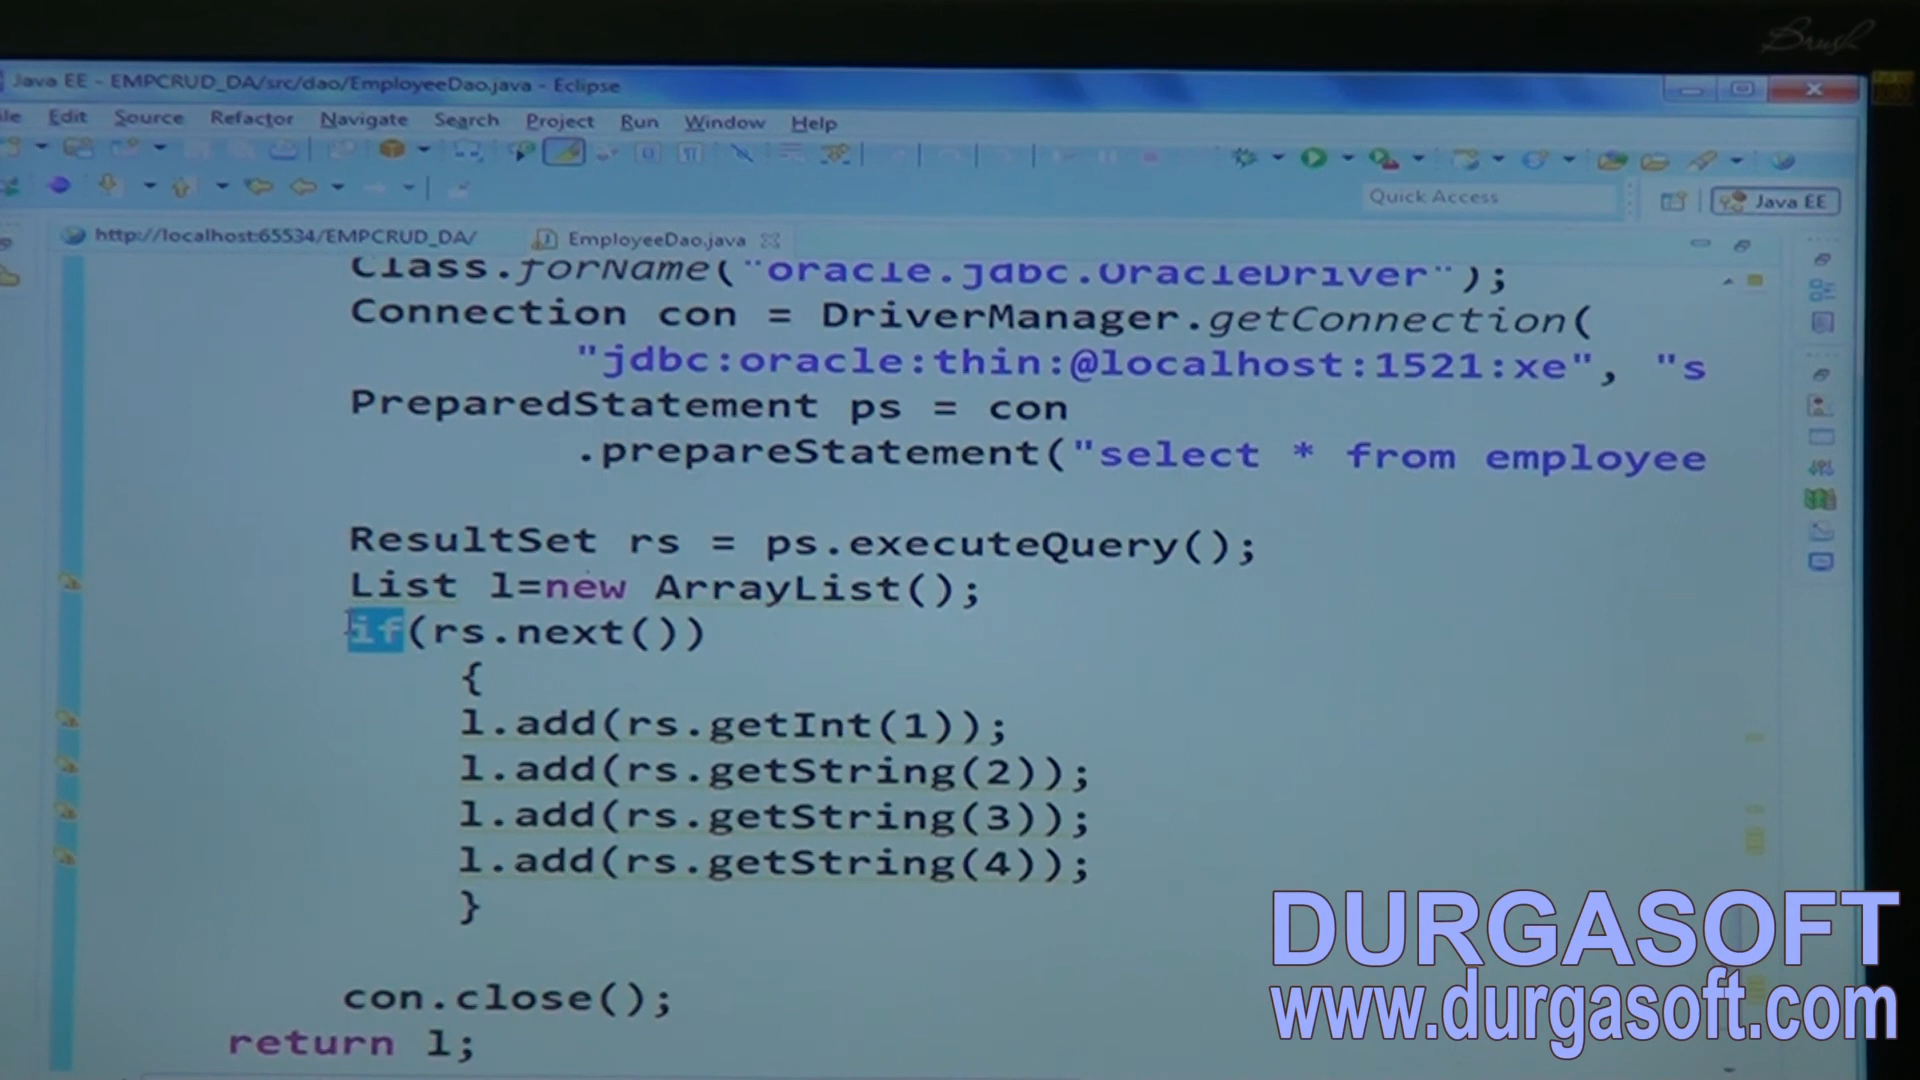 Brush
Java EE - EMPCRUD_DA/src/dao/EmployeeDao.java - Eclipse
Edit Source Refactor Navigate Search Project Run Window Help
Quick Access
Java EE
http://localhost:65534/EMPCRUD_DA/ EmployeeDao.java
Class.forName("oracle.jdbc.OracleDriver");
Connection con = DriverManager.getConnection(
"jdbc:oracle:thin:@localhost:1521:xe", "s
PreparedStatement ps = con
.prepareStatement("select * from employee
ResultSet rs = ps.executeQuery();
List l=new ArrayList();
if(rs.next())
{
l.add(rs.getInt(1));
l.add(rs.getString(2));
l.add(rs.getString(3));
l.add(rs.getString(4));
}
con.close();
return l;
DURGASOFT
www.durgasoft.com